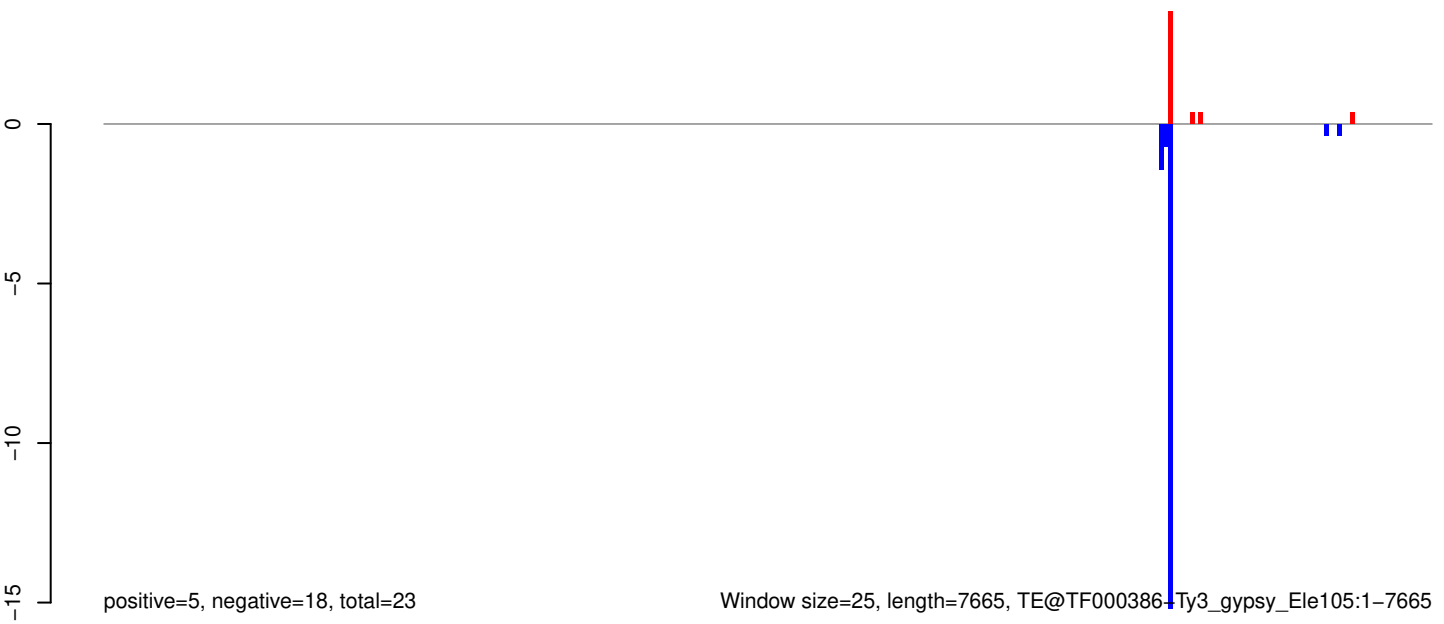 0
−5
−10
−15
positive=5, negative=18, total=23
Window size=25, length=7665, TE@TF000386−Ty3_gypsy_Ele105:1−7665